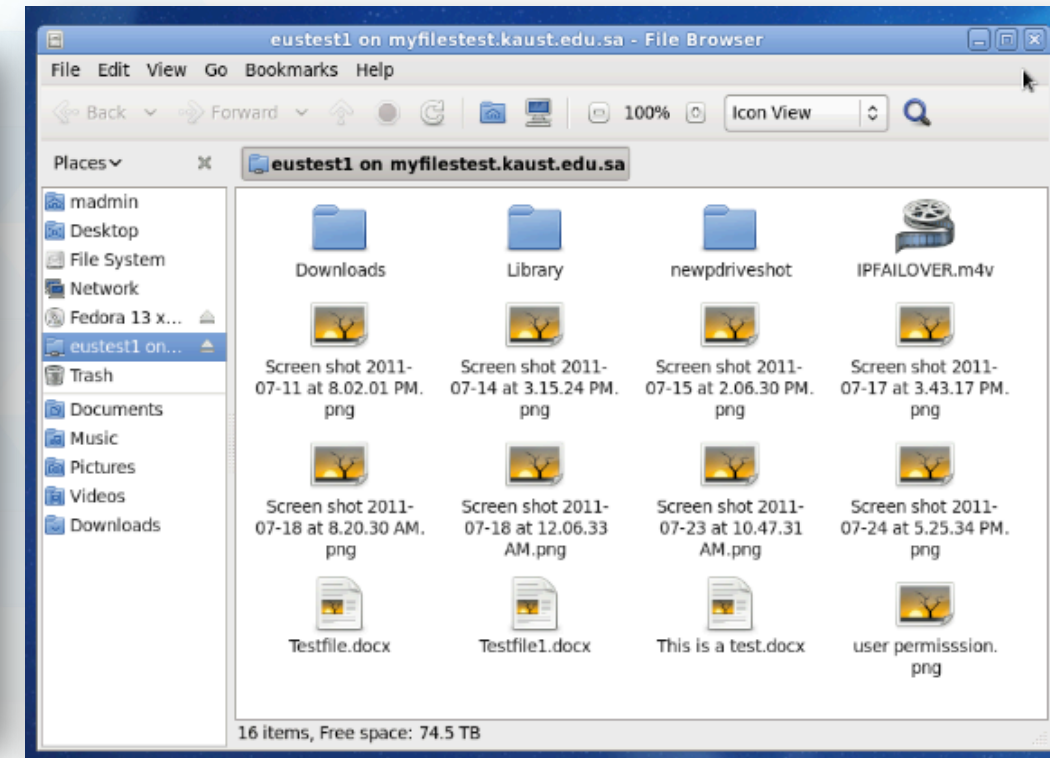 eustest1 on myfilestest.kaust.edu.sa - File Browser
File Edit View Go Bookmarks Help
Back Forward 100% Icon View
Places
eustest1 on myfilestest.kaust.edu.sa
madmin
Desktop
File System
Network
Fedora 13 x...
eustest1 on...
Trash
Documents
Music
Pictures
Videos
Downloads
Downloads
Library
newpdriveshot
IPFAILOVER.m4v
Screen shot 2011-
07-11 at 8.02.01 PM.
png
Screen shot 2011-
07-14 at 3.15.24 PM.
png
Screen shot 2011-
07-15 at 2.06.30 PM.
png
Screen shot 2011-
07-17 at 3.43.17 PM.
png
Screen shot 2011-
07-18 at 8.20.30 AM.
png
Screen shot 2011-
07-18 at 12.06.33
AM.png
Screen shot 2011-
07-23 at 10.47.31
AM.png
Screen shot 2011-
07-24 at 5.25.34 PM.
png
Testfile.docx
Testfile1.docx
This is a test.docx
user permisssion.
png
16 items, Free space: 74.5 TB